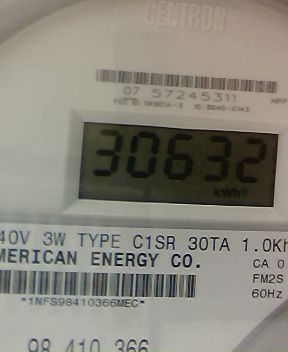 CENTRON®
07 57245311
HPP
30632
kWh
40V 3W TYPE C1SR 30TA 1.0Kh
MERICAN ENERGY CO.
CA 0
FM2S
60Hz
*1NFS98410366MEC*
98 410 366